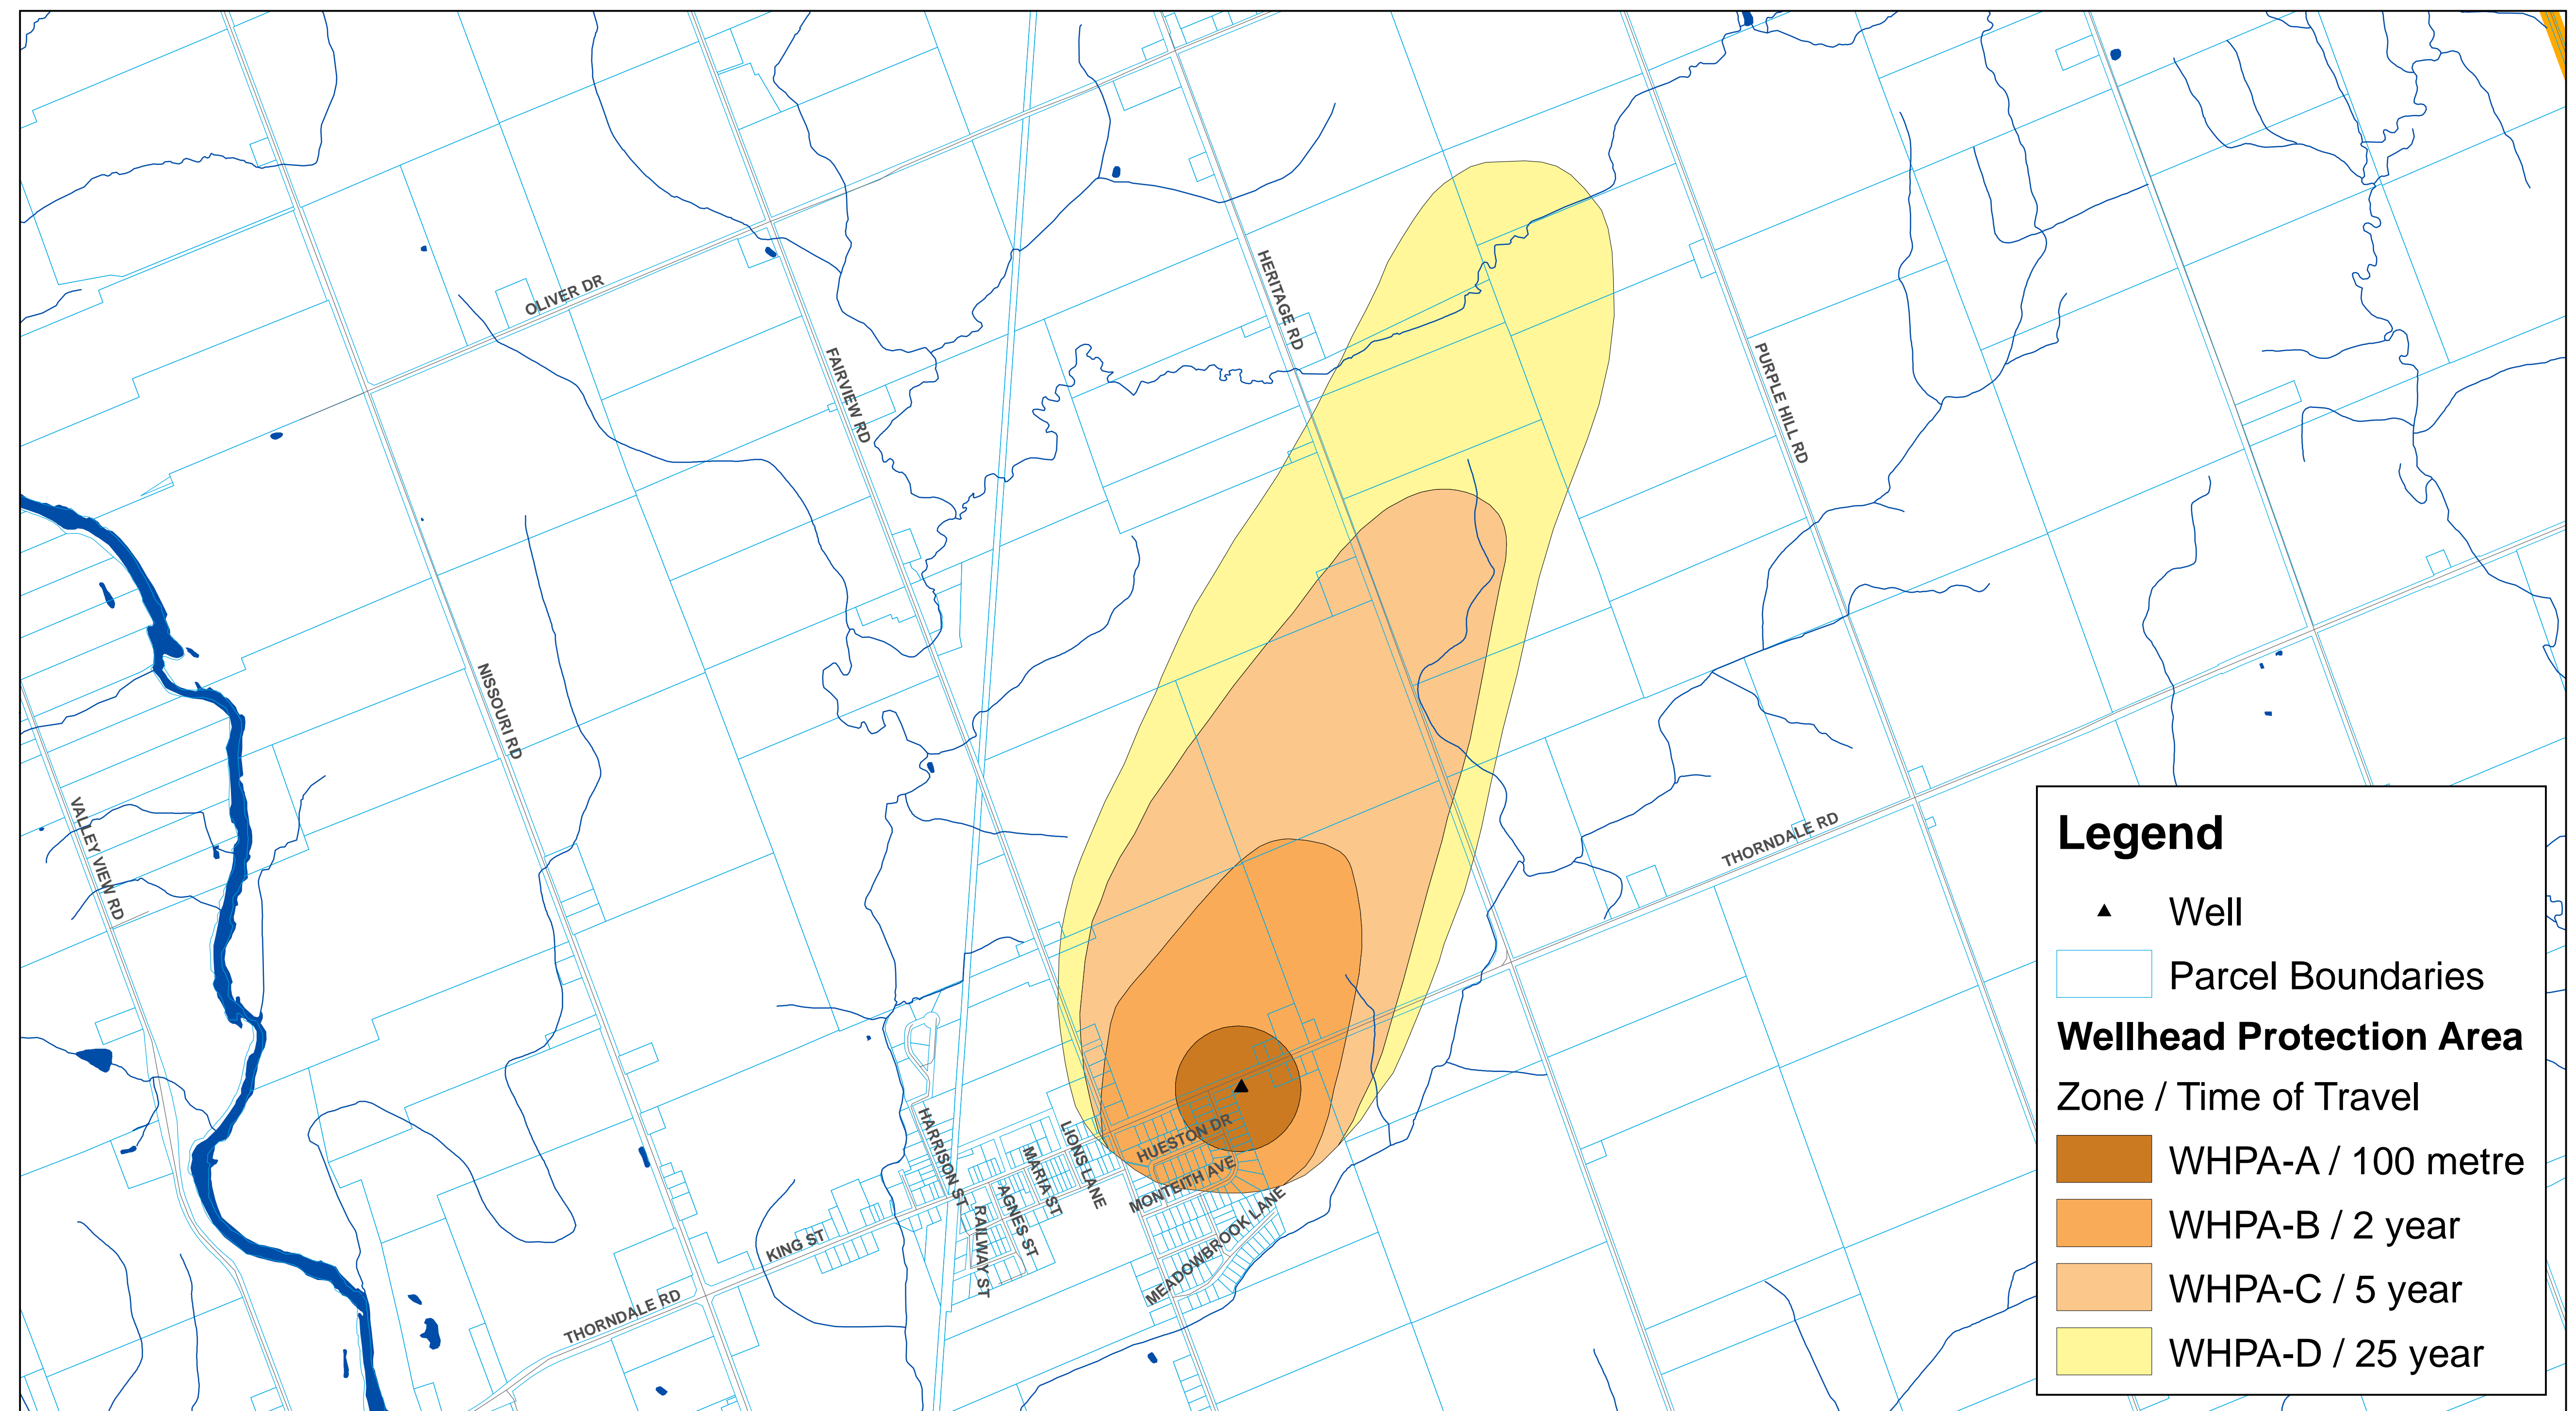 HERITAGE RD
OLIVER DR
FAIRVIEW RD
PURPLE HILL RD
NISSOURI RD
VALLEY VIEW RD
THORNDALE RD
HARRISON ST
LIONS LANE
HUESTON DR
MARIA ST
MONTEITH AVE
AGNES ST
RAILWAY ST
MEADOWBROOK LANE
KING ST
THORNDALE RD
Legend
Well
Parcel Boundaries
Wellhead Protection Area
Zone / Time of Travel
WHPA-A / 100 metre
WHPA-B / 2 year
WHPA-C / 5 year
WHPA-D / 25 year